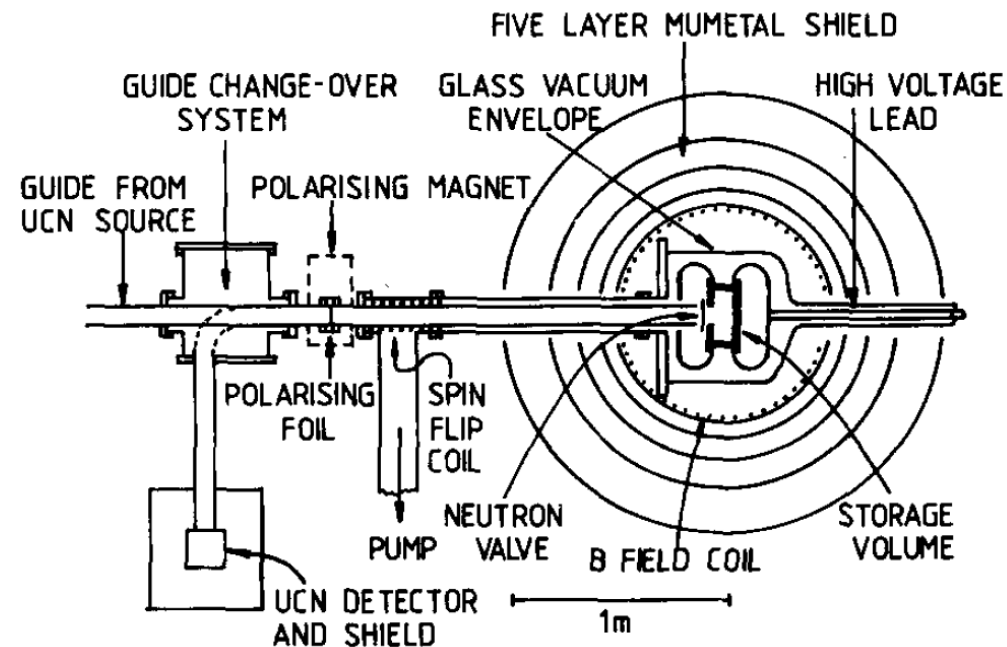 FIVE LAYER MUMETAL SHIELD
GUIDE CHANGE-OVER
SYSTEM
GLASS VACUUM
ENVELOPE
HIGH VOLTAGE
LEAD
GUIDE FROM
UCN SOURCE
POLARISING MAGNET
POLARISING
FOIL
SPIN
FLIP
COIL
PUMP
NEUTRON
VALVE
B FIELD COIL
STORAGE
VOLUME
UCN DETECTOR
AND SHIELD
1m